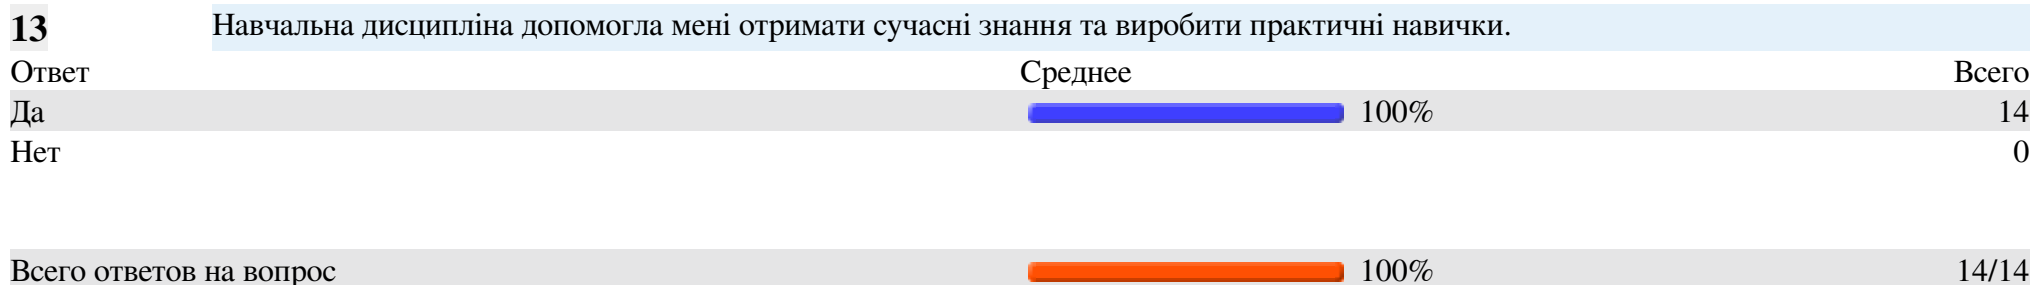 13 Навчальна дисципліна допомогла мені отримати сучасні знання та виробити практичні навички.
Ответ Среднее Всего
Да 100% 14
Нет 0
Всего ответов на вопрос 100% 14/14